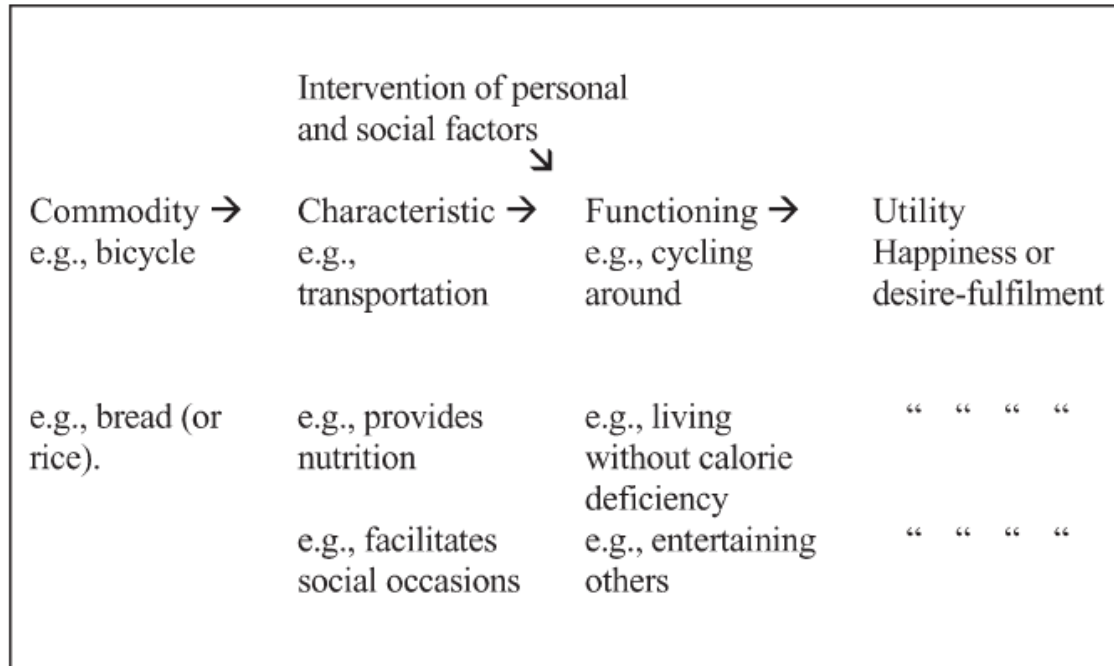 Intervention of personal
and social factors
↘
Commodity → Characteristic → Functioning → Utility
e.g., bicycle e.g., e.g., cycling Happiness or
transportation around desire-fulfilment
e.g., bread (or e.g., provides e.g., living “ “ “ “
rice). nutrition without calorie
deficiency
e.g., facilitates e.g., entertaining “ “ “ “
social occasions others